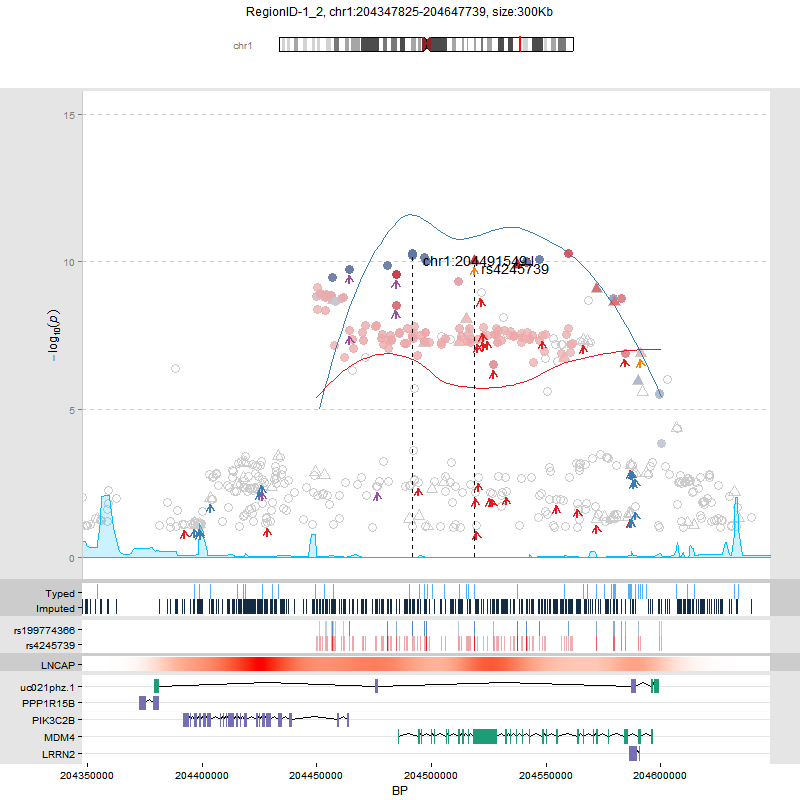 RegionID-1_2, chr1:204347825-204647739, size:300Kb
chr1
15
10
5
0
−log10(p)
chr1:204491549
rs4245739
Typed
Imputed
rs199774366
rs4245739
LNCAP
uc021phz.1
PPP1R15B
PIK3C2B
MDM4
LRRN2
204350000 204400000 204450000 204500000 204550000 204600000
BP